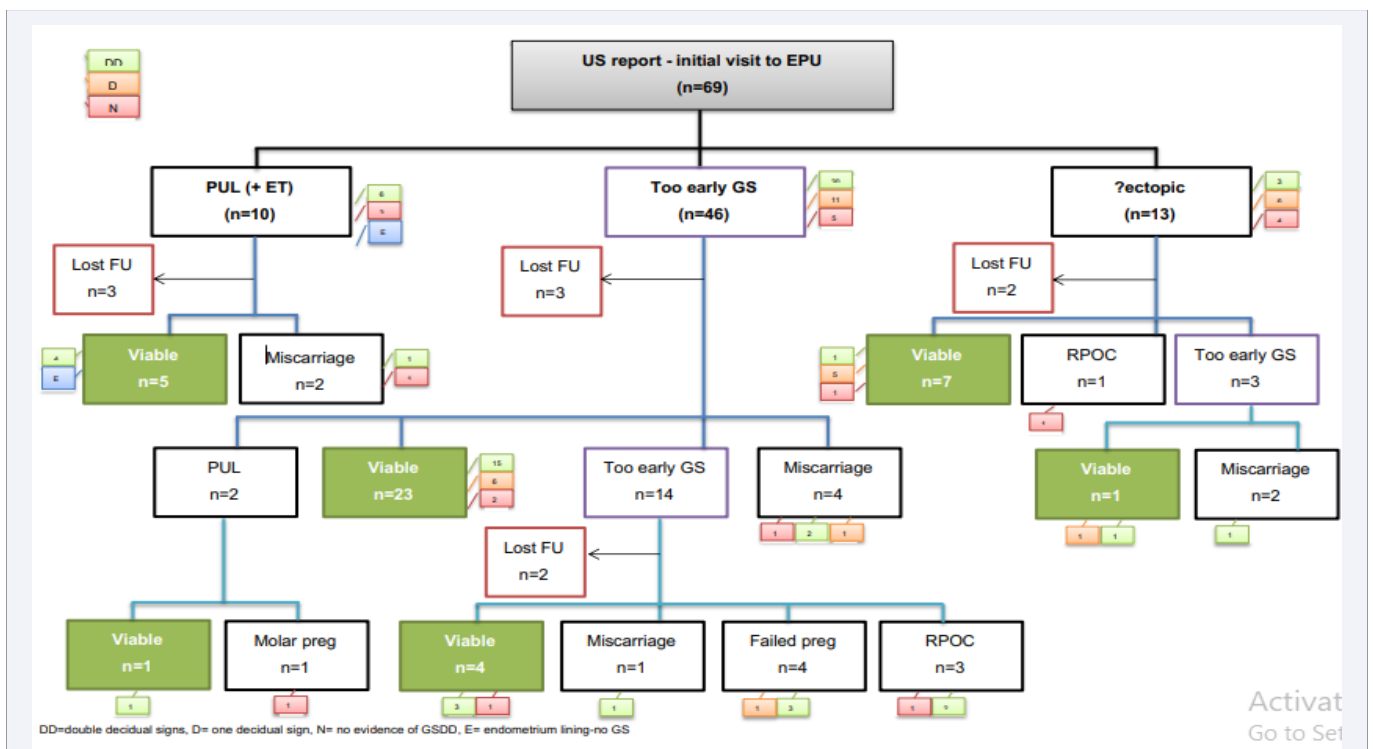 US report - initial visit to EPU
(n=69)
DD
D
N
PUL (+ ET)
(n=10)
6
Too early GS
(n=46)
11
5
?ectopic
(n=13)
3
6
4
Lost FU
n=3
Lost FU
n=3
Lost FU
n=2
4
E
Viable
n=5
Miscarriage
n=2
1
1
5
1
Viable
n=7
RPOC
n=1
1
Too early GS
n=3
PUL
n=2
Viable
n=23
15
6
2
Too early GS
n=14
Miscarriage
n=4
1 2 1
Viable
n=1
1 1
Miscarriage
n=2
1
Lost FU
n=2
Viable
n=1
1
Molar preg
n=1
1
Viable
n=4
3 1
Miscarriage
n=1
1
Failed preg
n=4
1 3
RPOC
n=3
1
DD=double decidual signs, D= one decidual sign, N= no evidence of GSDD, E= endometrium lining-no GS
Activat
Go to Set